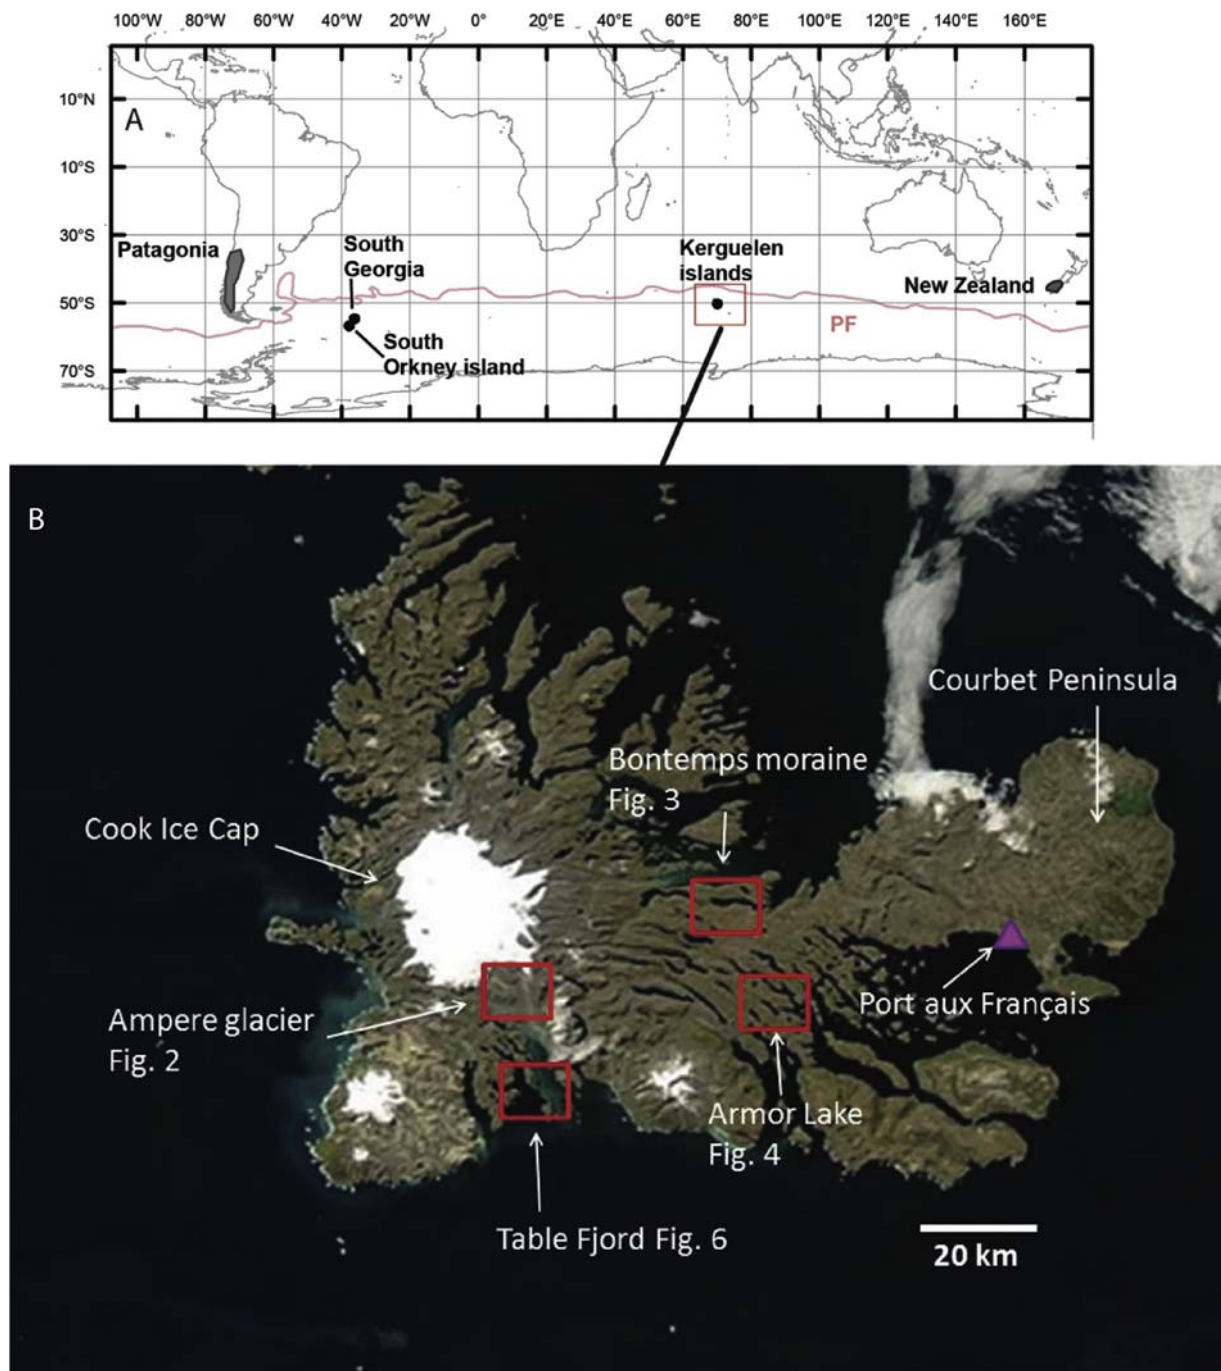 100°W 80°W 60°W 40°W 20°W 0° 20°E 40°E 60°E 80°E 100°E 120°E 140°E 160°E
A
10°N
10°S
30°S
50°S
70°S
Patagonia
South
Georgia
South
Orkney island
Kerguelen
islands
New Zealand
PF
B
Courbet Peninsula
Bontemps moraine
Fig. 3
Cook Ice Cap
Port aux Français
Ampere glacier
Fig. 2
Armor Lake
Fig. 4
Table Fjord Fig. 6
20 km